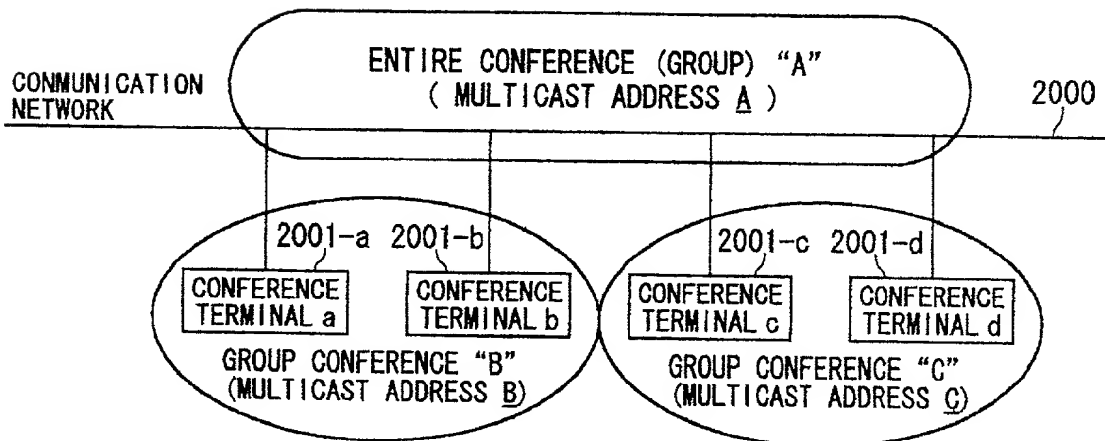 ENTIRE CONFERENCE (GROUP) “A”
( MULTICAST ADDRESS A )
CONMUNICATION
NETWORK
2000
2001-a 2001-b
2001-c 2001-d
CONFERENCE
TERMINAL a
CONFERENCE
TERMINAL b
CONFERENCE
TERMINAL c
CONFERENCE
TERMINAL d
GROUP CONFERENCE “B”
(MULTICAST ADDRESS B)
GROUP CONFERENCE “C”
(MULTICAST ADDRESS C)